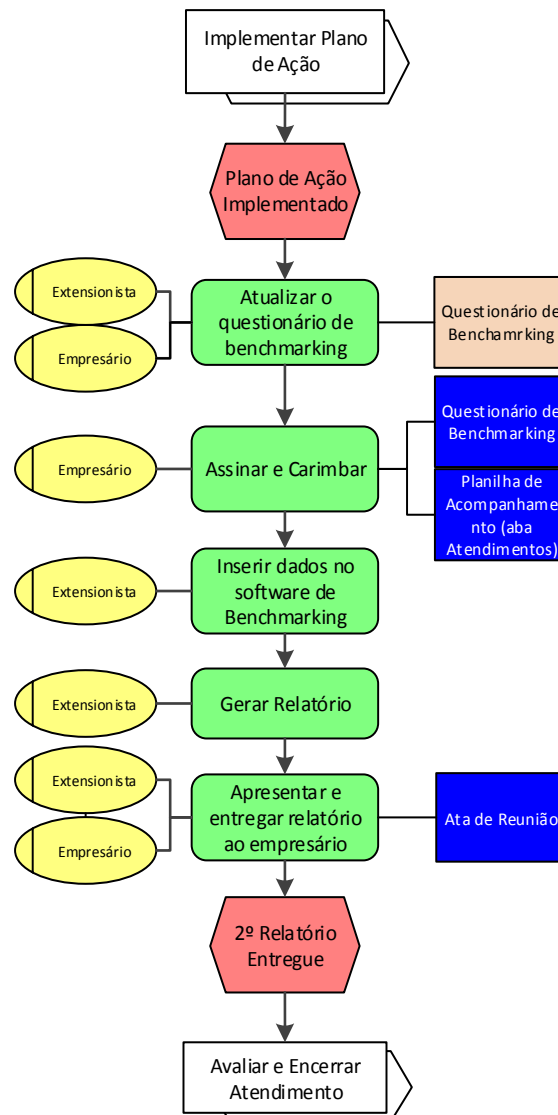 Implementar Plano
de Ação
Plano de Ação
Implementado
Extensionista
Empresário
Atualizar o
questionário de
benchmarking
Questionário de
Benchamrking
Empresário
Assinar e Carimbar
Questionário de
Benchmarking
Planilha de
Acompanhame
nto (aba
Atendimentos)
Extensionista
Inserir dados no
software de
Benchmarking
Extensionista
Gerar Relatório
Extensionista
Empresário
Apresentar e
entregar relatório
ao empresário
Ata de Reunião
2º Relatório
Entregue
Avaliar e Encerrar
Atendimento